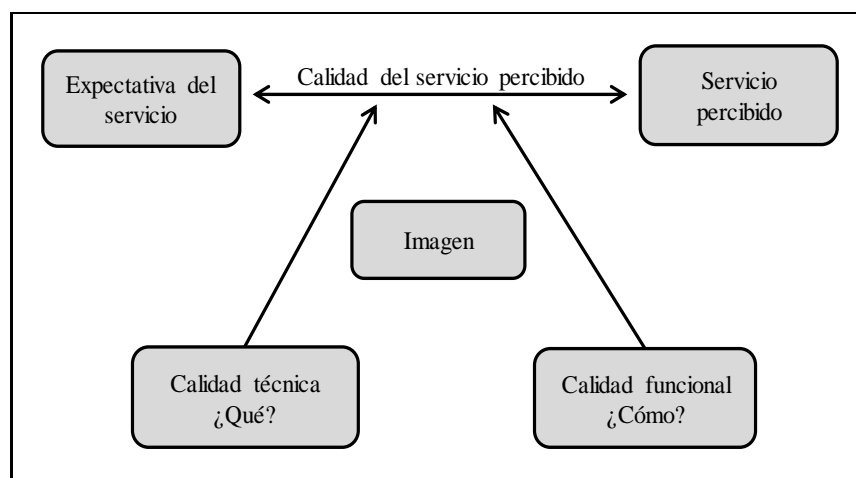 Expectativa del
servicio
Calidad del servicio percibido
Servicio
percibido
Imagen
Calidad técnica
¿Qué?
Calidad funcional
¿Cómo?